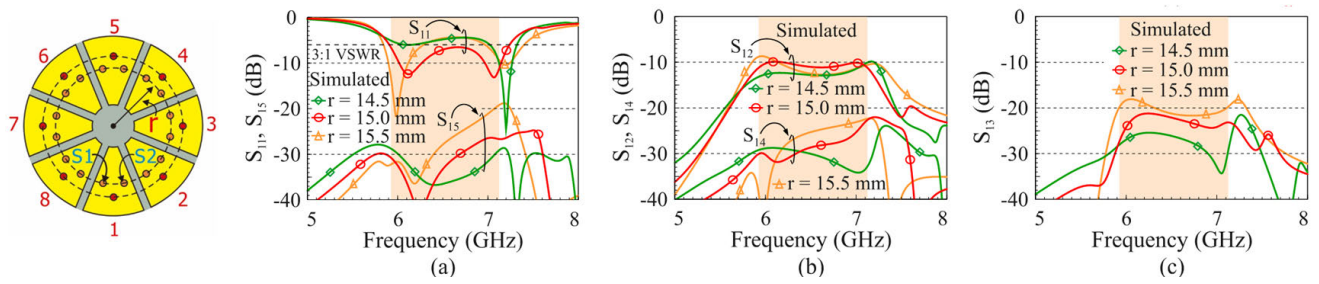 5
6
4
7
3
r
S1
S2
8
2
1
0
-10
-20
-30
-40
S11, S15 (dB)
S11
3:1 VSWR
Simulated
r = 14.5 mm
r = 15.0 mm
r = 15.5 mm
S15
5 6 7 8
Frequency (GHz)
(a)
0
-10
-20
-30
-40
S12, S14 (dB)
Simulated
S12
r = 14.5 mm
r = 15.0 mm
S14
r = 15.5 mm
5 6 7 8
Frequency (GHz)
(b)
0
-10
-20
-30
-40
S13 (dB)
Simulated
r = 14.5 mm
r = 15.0 mm
r = 15.5 mm
5 6 7 8
Frequency (GHz)
(c)